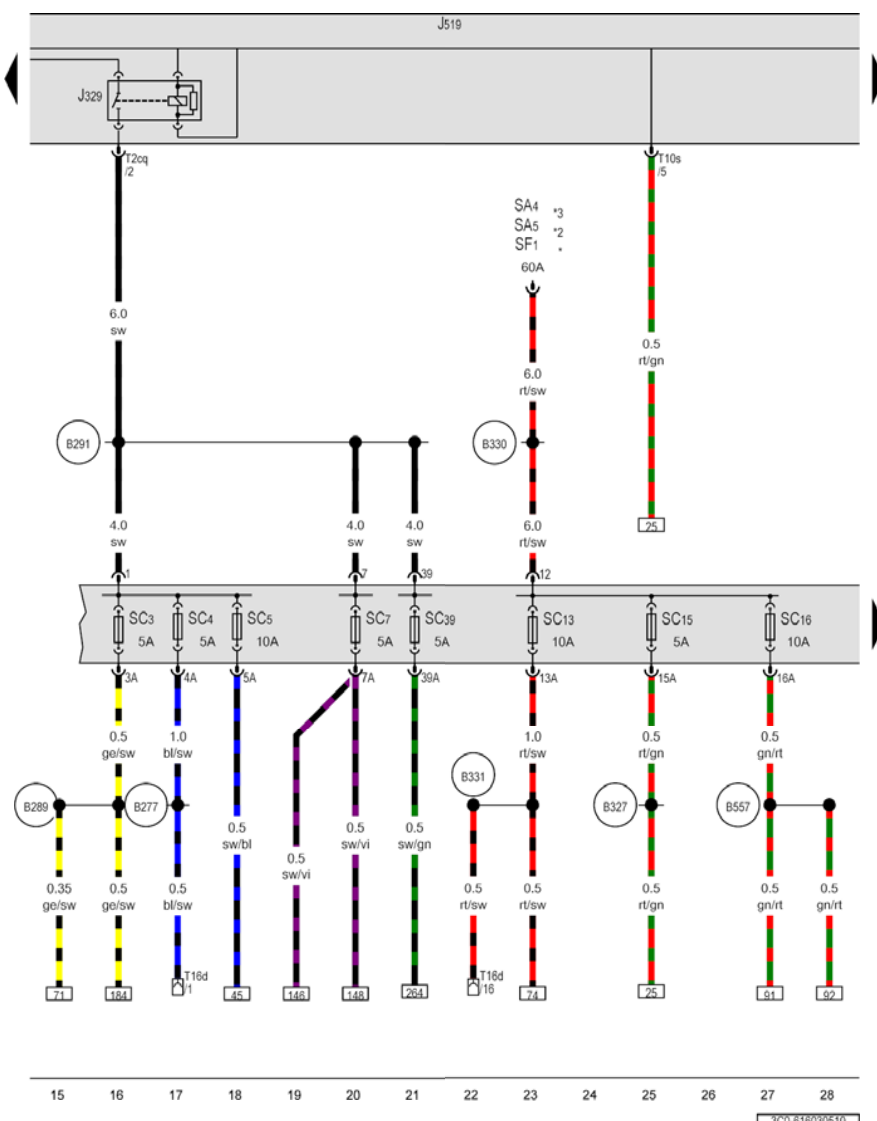 J519
J329
T2cq
/2
T10s
/5
SA4 *3
SA5 *2
SF1 *
60A
6.0
sw
0.5
rt/gn
6.0
rt/sw
B291
B330
4.0
sw
4.0
sw
4.0
sw
6.0
rt/sw
25
1
7
39
12
SC3
5A
SC4
5A
SC5
10A
SC7
5A
SC39
5A
SC13
10A
SC15
5A
SC16
10A
3A
4A
5A
7A
39A
13A
15A
16A
0.5
ge/sw
1.0
bl/sw
1.0
rt/sw
0.5
rt/gn
0.5
gn/rt
B331
B289
B277
B327
B557
0.5
sw/bl
0.5
sw/vi
0.5
sw/vi
0.5
sw/gn
0.35
ge/sw
0.5
ge/sw
0.5
bl/sw
0.5
rt/sw
0.5
rt/sw
0.5
rt/gn
0.5
gn/rt
0.5
gn/rt
T16d
/1
T16d
/16
71
184
45
146
148
264
74
25
91
92
15 16 17 18 19 20 21 22 23 24 25 26 27 28
3C0-616030510